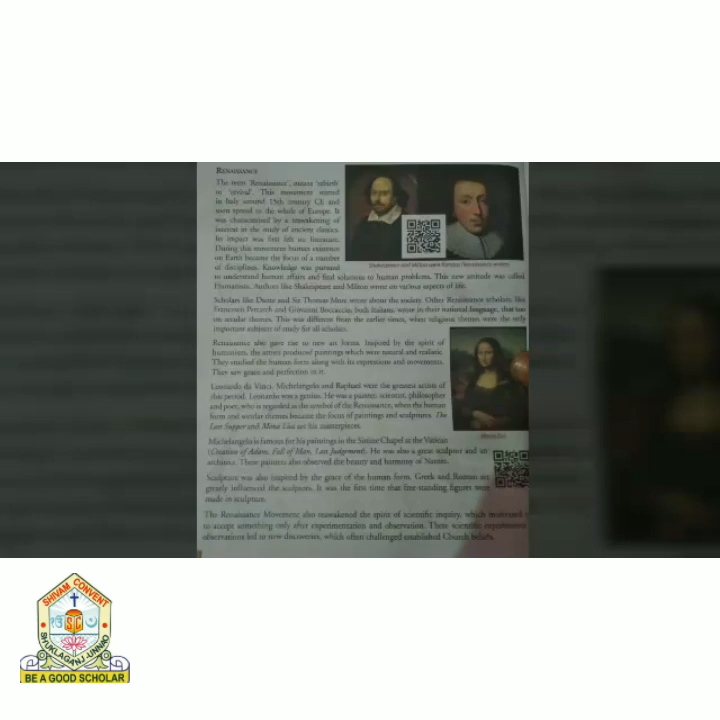 RENAISSANCE
The term 'Renaissance', means 'rebirth'
or 'revival'. This movement started
in Italy around 15th century CE and
soon spread to the whole of Europe. It
was characterised by a reawakening of
interest in the study of ancient classics.
Its impact was first felt on literature.
During this movement human existence
on Earth became the focus of a number
of disciplines. Knowledge was pursued
to understand human affairs and find solutions to human problems. This new attitude was called
Humanism. Authors like Shakespeare and Milton wrote on various aspects of life.
Shakespeare and Milton were famous Renaissance writers
Scholars like Dante and Sir Thomas More wrote about the society. Other Renaissance scholars, like
Francesco Petrarch and Giovanni Boccaccio, both Italians, wrote in their national language, that too
on secular themes. This was different from the earlier times, when religious themes were the only
important subjects of study for all scholars.
Renaissance also gave rise to new art forms. Inspired by the spirit of
humanism, the artists produced paintings which were natural and realistic.
They studied the human form along with its expressions and movements.
They saw grace and perfection in it.
Leonardo da Vinci, Michelangelo and Raphael were the greatest artists of
this period. Leonardo was a genius. He was a painter, scientist, philosopher
and poet, who is regarded as the symbol of the Renaissance, when the human
form and secular themes became the focus of paintings and sculptures. The
Last Supper and Mona Lisa are his masterpieces.
Mona Lisa
Michelangelo is famous for his paintings in the Sistine Chapel at the Vatican
(Creation of Adam, Fall of Man, Last Judgement). He was also a great sculptor and an
architect. These painters also observed the beauty and harmony of Nature.
Sculpture was also inspired by the grace of the human form. Greek and Roman art
greatly influenced the sculptors. It was the first time that free-standing figures were
made in sculpture.
The Renaissance Movement also reawakened the spirit of scientific inquiry, which motivated
to accept something only after experimentation and observation. These scientific experiments
observations led to new discoveries, which often challenged established Church beliefs.
SHIVAM CONVENT
SC
SHUKLAGANJ-UNNAO
BE A GOOD SCHOLAR